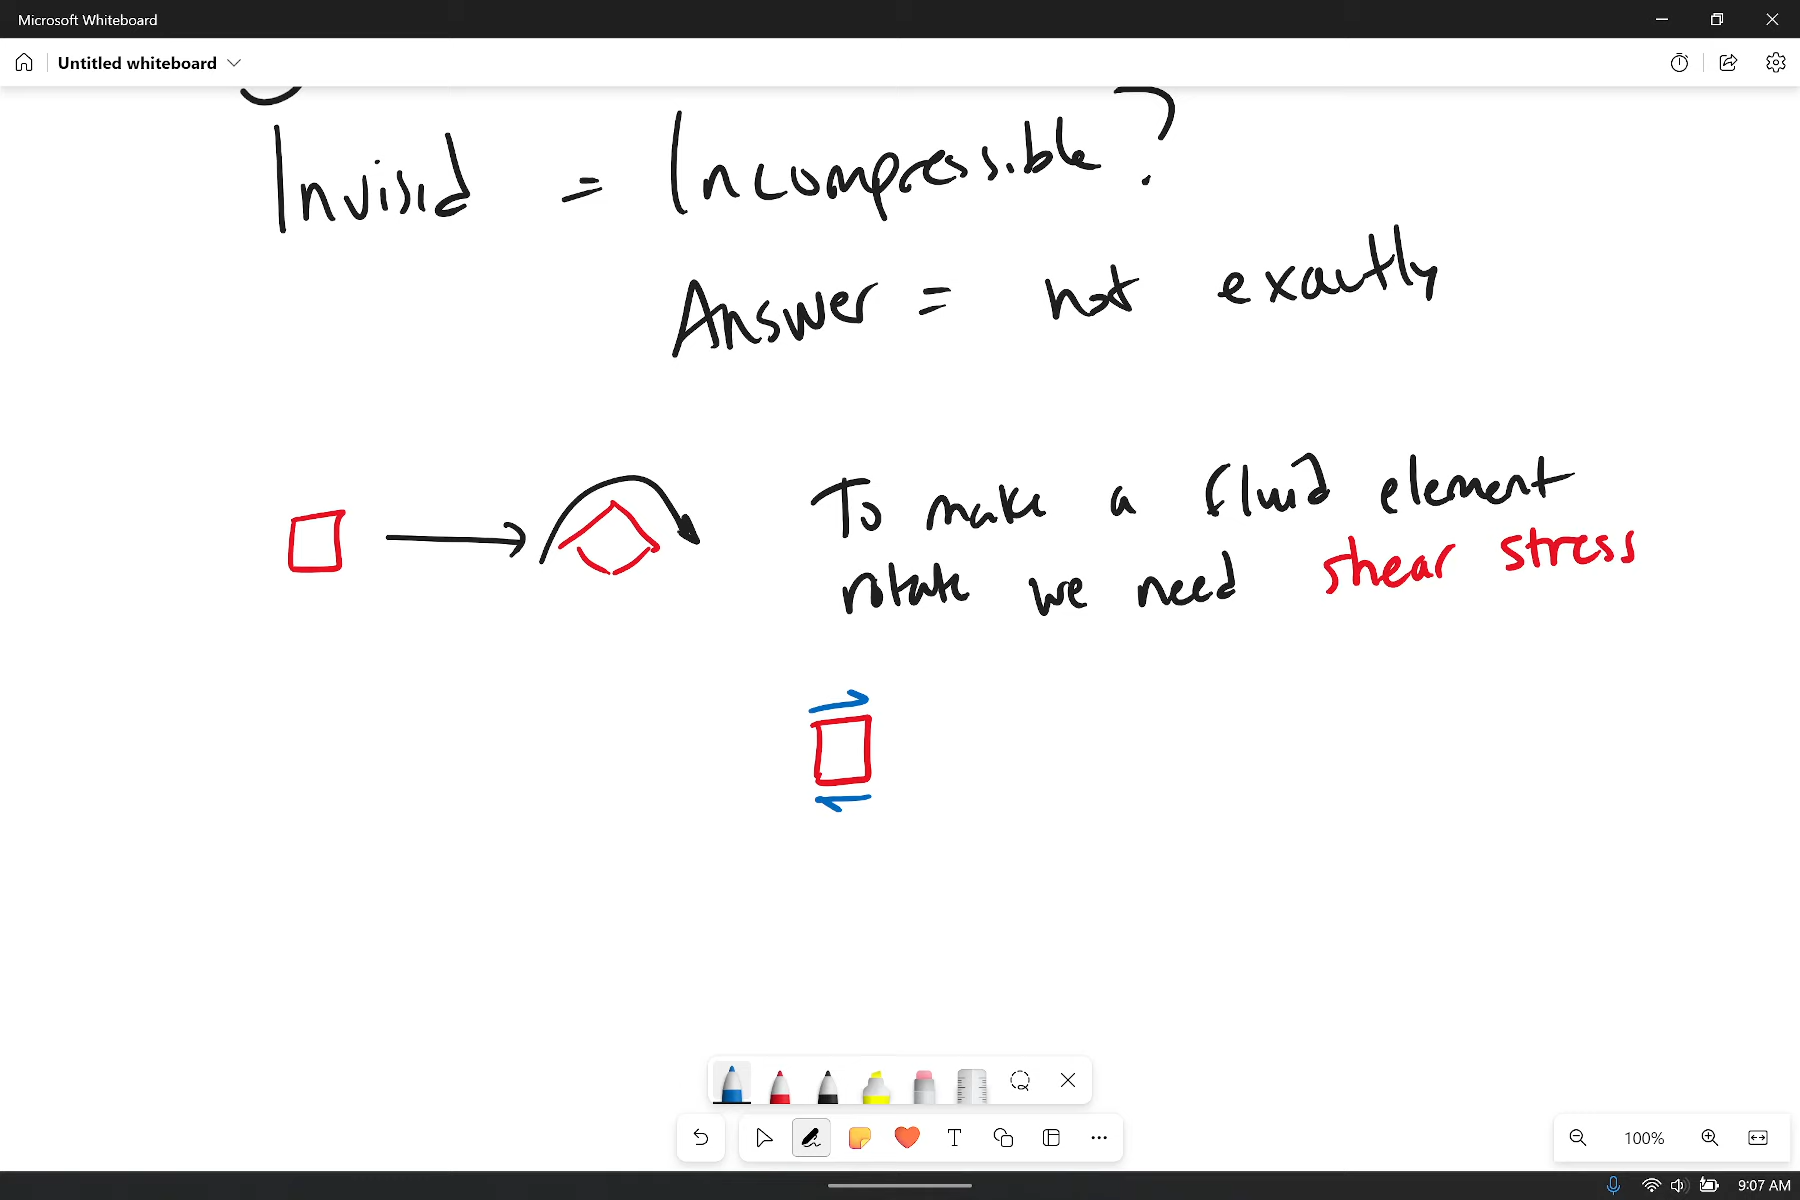 Microsoft Whiteboard
Untitled whiteboard
Invisid = Incompressible?
Answer = not exactly
To make a fluid element
rotate we need shear stress
100%
9:07 AM